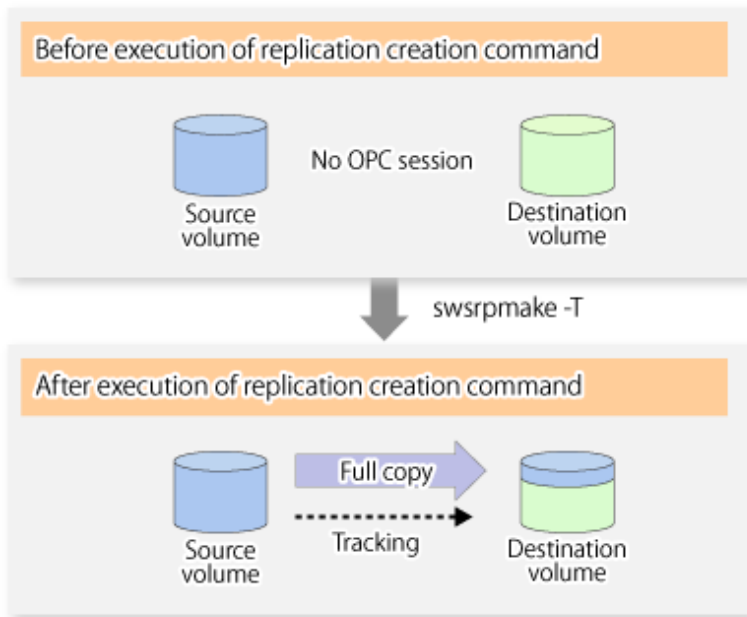 Before execution of replication creation command
No OPC session
Source
volume
Destination
volume
swsrpmake -T
After execution of replication creation command
Full copy
Tracking
Source
volume
Destination
volume